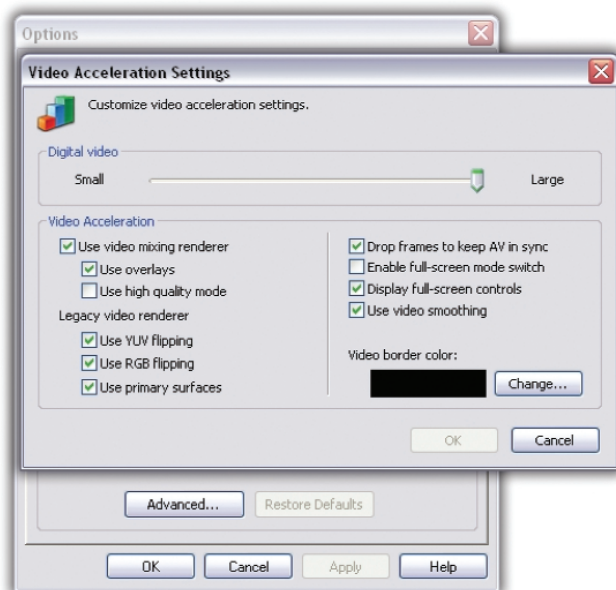 Options
Video Acceleration Settings
Customize video acceleration settings.
Digital video
Small
Large
Video Acceleration
Use video mixing renderer
Use overlays
Use high quality mode
Legacy video renderer
Use YUV flipping
Use RGB flipping
Use primary surfaces
Drop frames to keep AV in sync
Enable full-screen mode switch
Display full-screen controls
Use video smoothing
Video border color:
Change...
OK
Cancel
Advanced...
Restore Defaults
OK
Cancel
Apply
Help